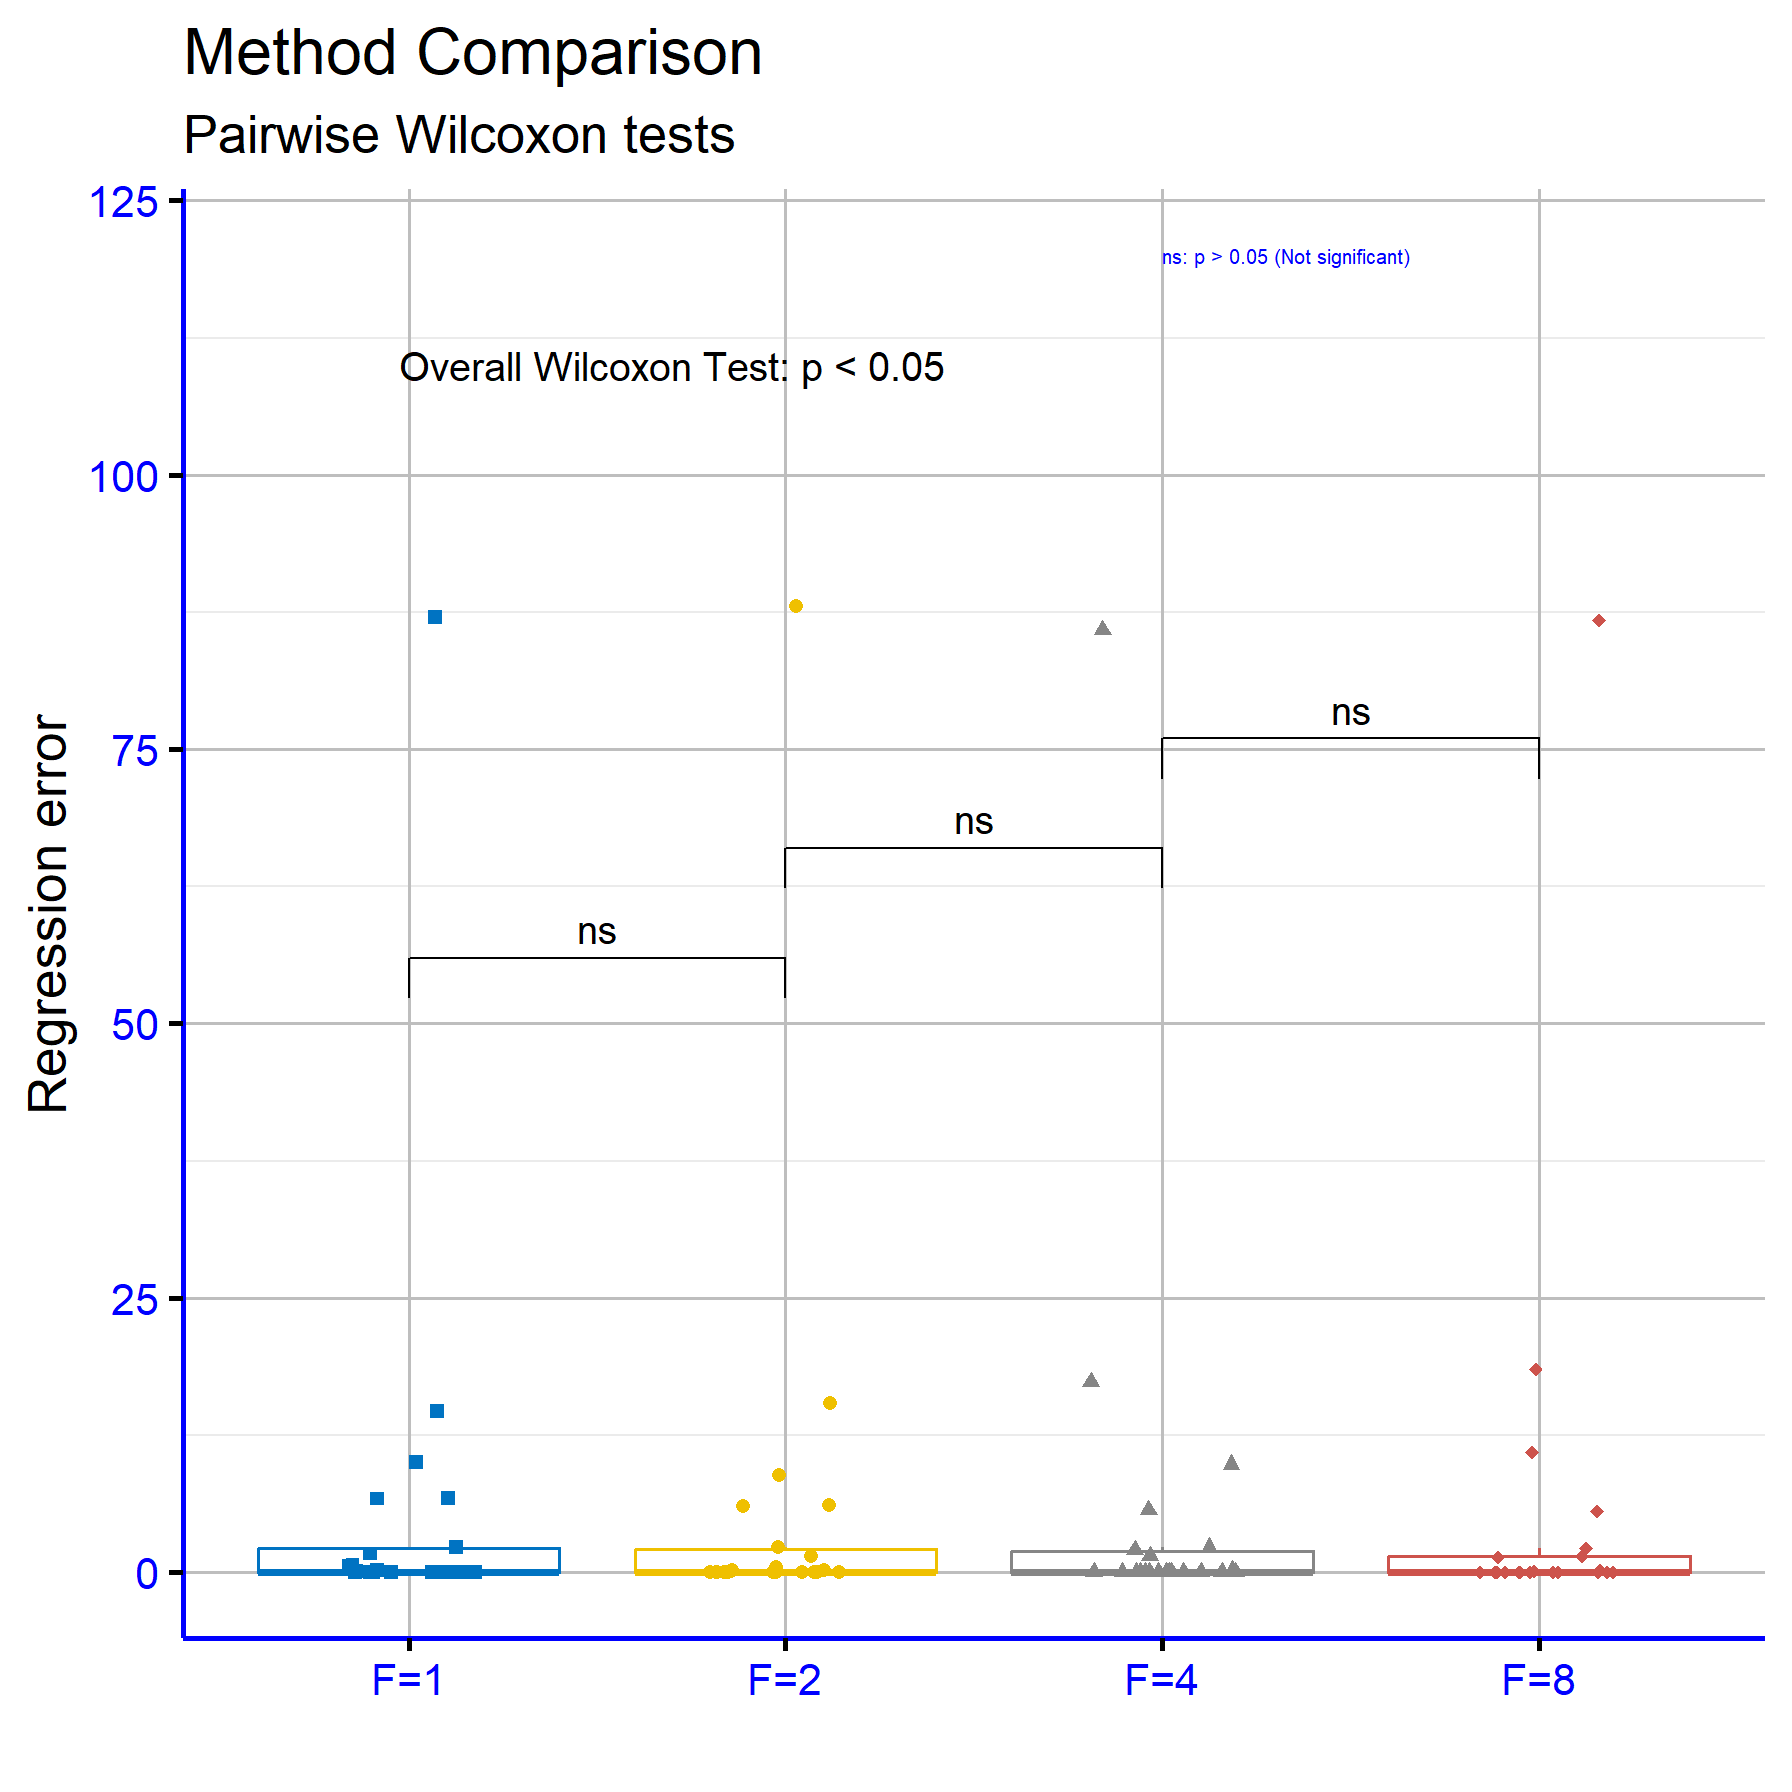 Method Comparison
Pairwise Wilcoxon tests
125
ns: p > 0.05 (Not significant)
Overall Wilcoxon Test: p < 0.05
100
ns
75
ns
ns
50
25
0
Regression error
F=1 F=2 F=4 F=8